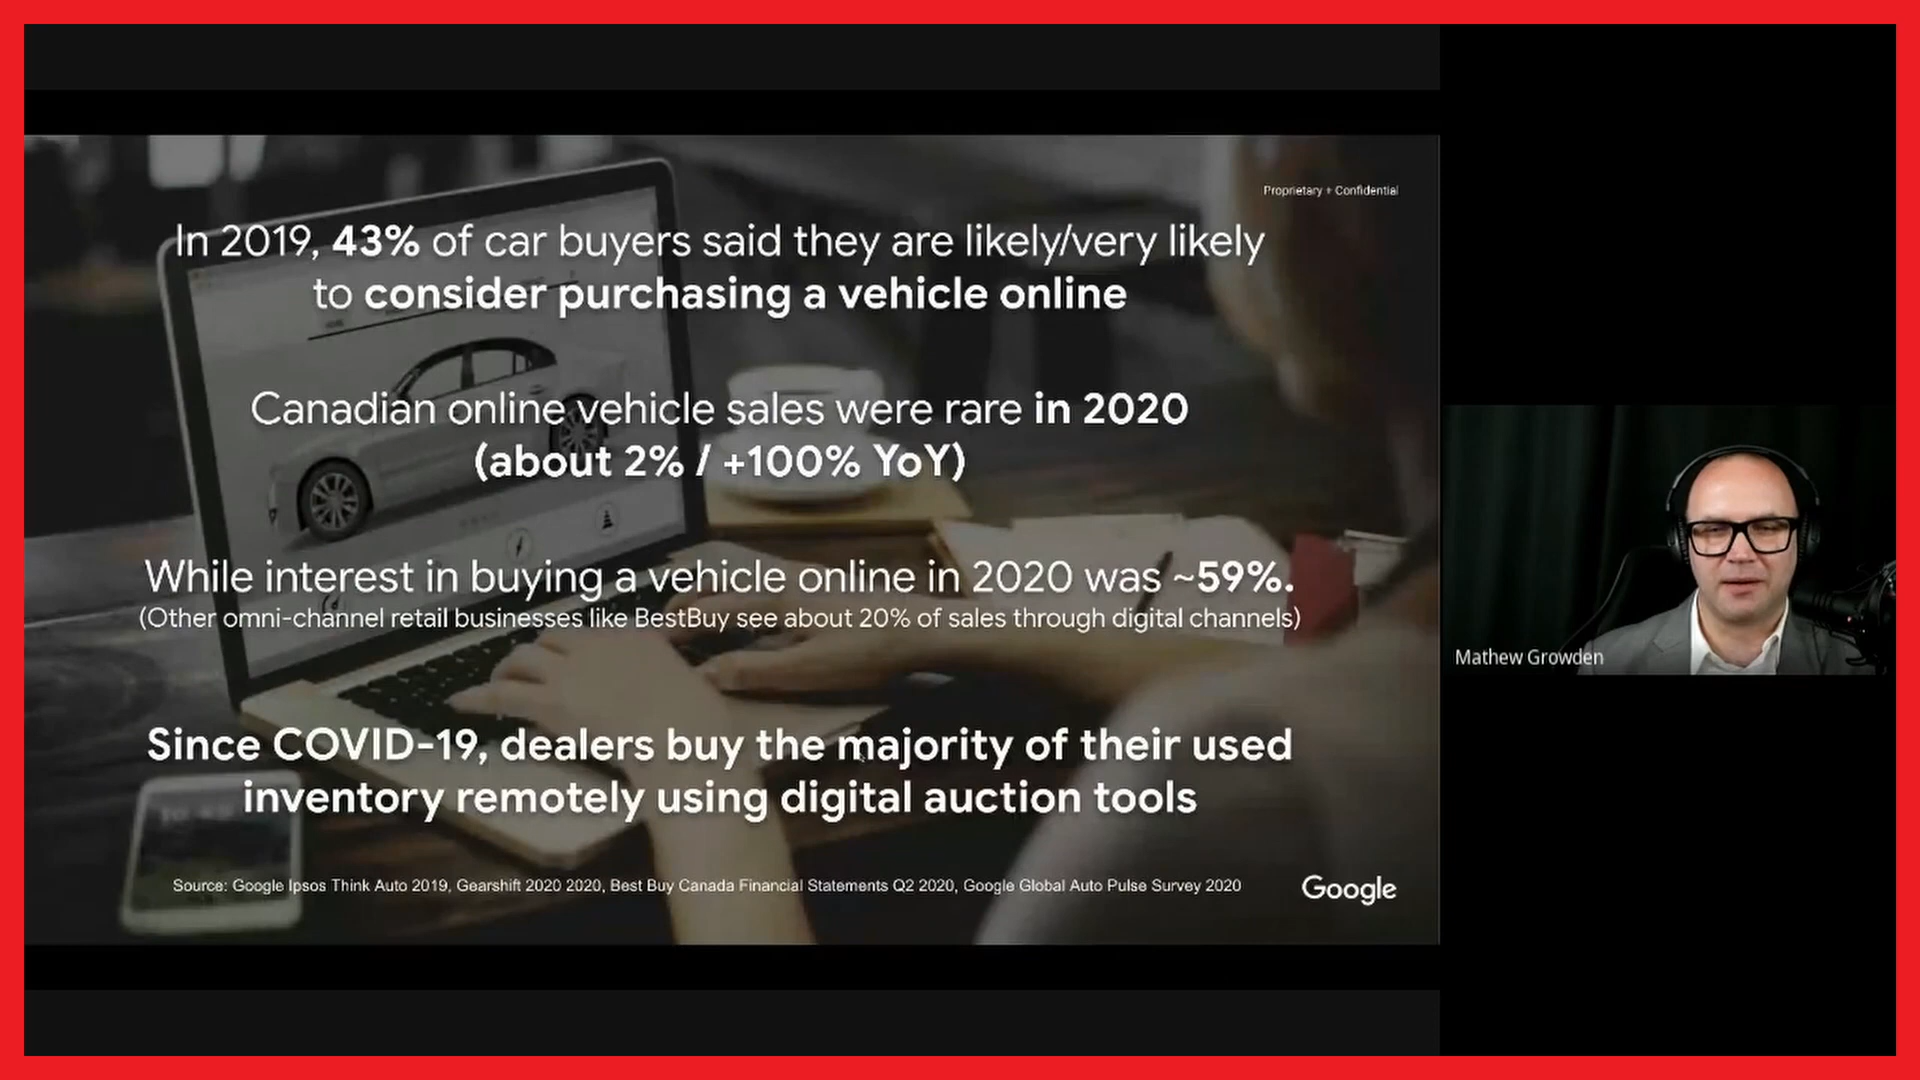 Proprietary + Confidential
In 2019, 43% of car buyers said they are likely/very likely
to consider purchasing a vehicle online
Canadian online vehicle sales were rare in 2020
(about 2% / +100% YoY)
While interest in buying a vehicle online in 2020 was ~59%.
(Other omni-channel retail businesses like BestBuy see about 20% of sales through digital channels)
Since COVID-19, dealers buy the majority of their used
inventory remotely using digital auction tools
Source: Google Ipsos Think Auto 2019, Gearshift 2020 2020, Best Buy Canada Financial Statements Q2 2020, Google Global Auto Pulse Survey 2020
Google
Mathew Growden